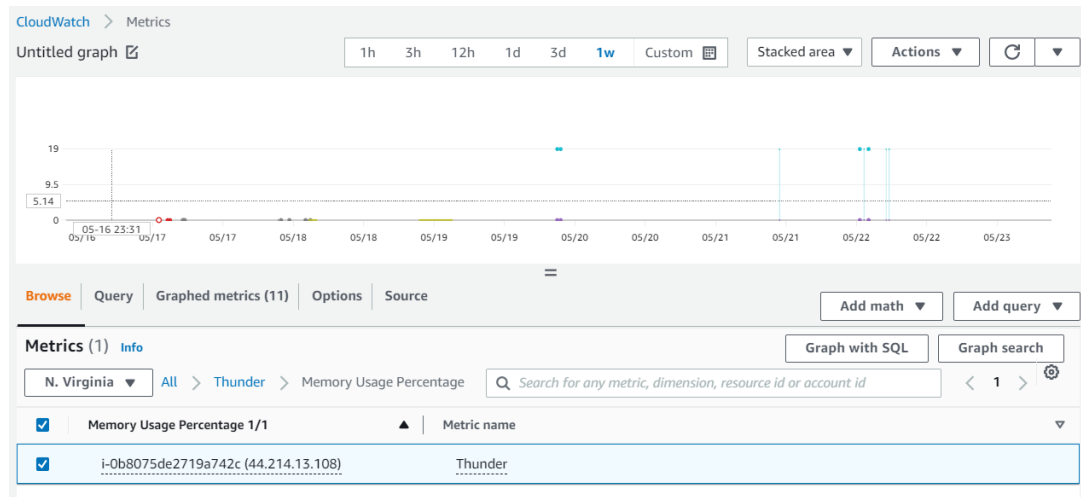 CloudWatch > Metrics
Untitled graph
1h 3h 12h 1d 3d 1w Custom
Stacked area ▼
Actions ▼
19
9.5
5.14
0
05-16 23:31
05/16 05/17 05/17 05/18 05/18 05/19 05/19 05/20 05/20 05/21 05/21 05/22 05/22 05/23
Browse Query Graphed metrics (11) Options Source
Add math ▼ Add query ▼
Metrics (1) Info
Graph with SQL Graph search
N. Virginia ▼ All > Thunder > Memory Usage Percentage
Search for any metric, dimension, resource id or account id
< 1 >
Memory Usage Percentage 1/1 ▲ Metric name
i-0b8075de2719a742c (44.214.13.108) Thunder